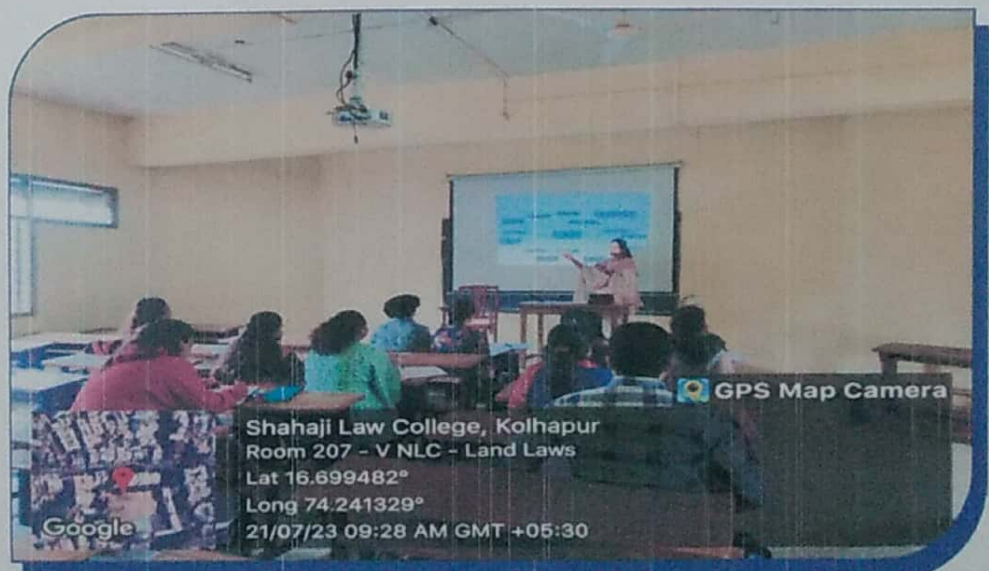 GPS Map Camera
Shahaji Law College, Kolhapur
Room 207 - V NLC - Land Laws
Lat 16.699482°
Long 74.241329°
21/07/23 09:28 AM GMT +05:30
Google